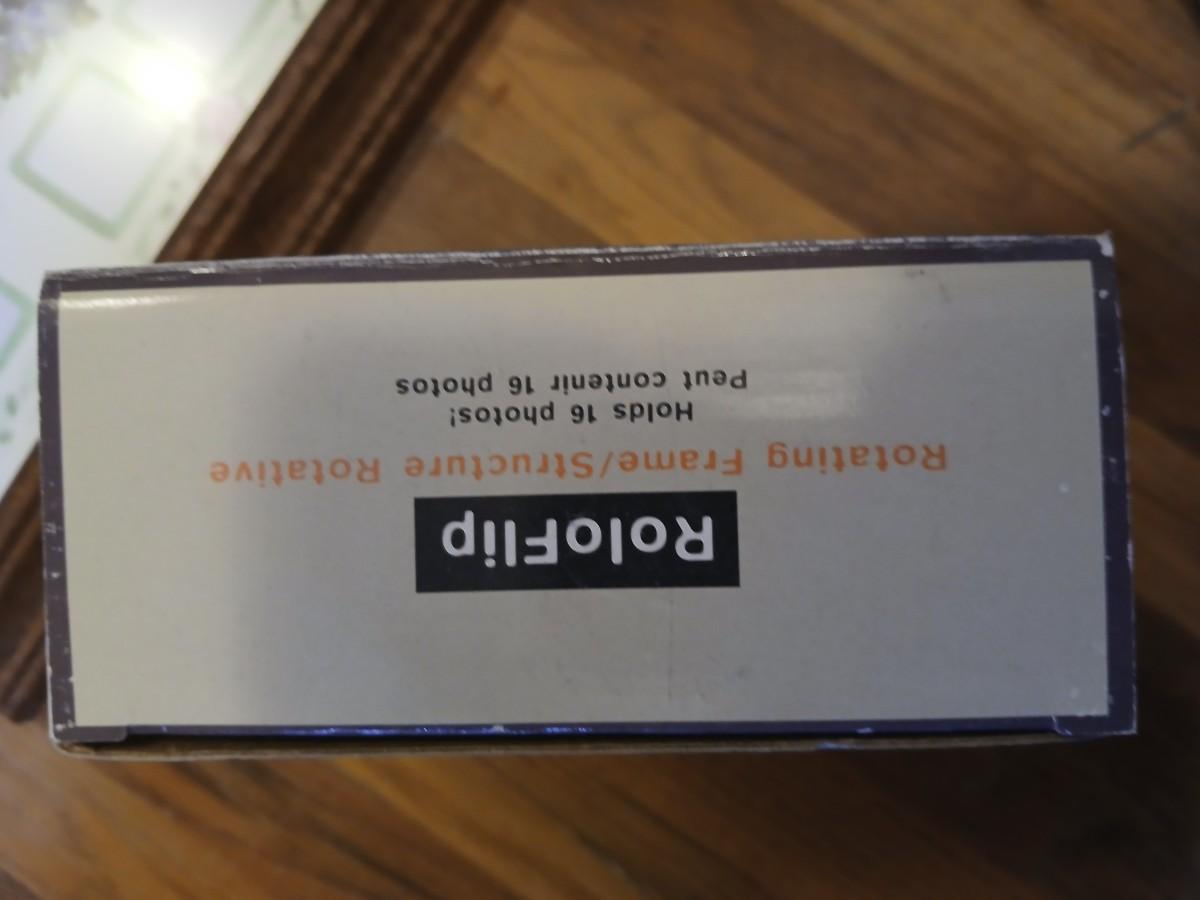 RoloFlip
Rotating Frame/Structure Rotative
Holds 16 photos!
Peut contenir 16 photos